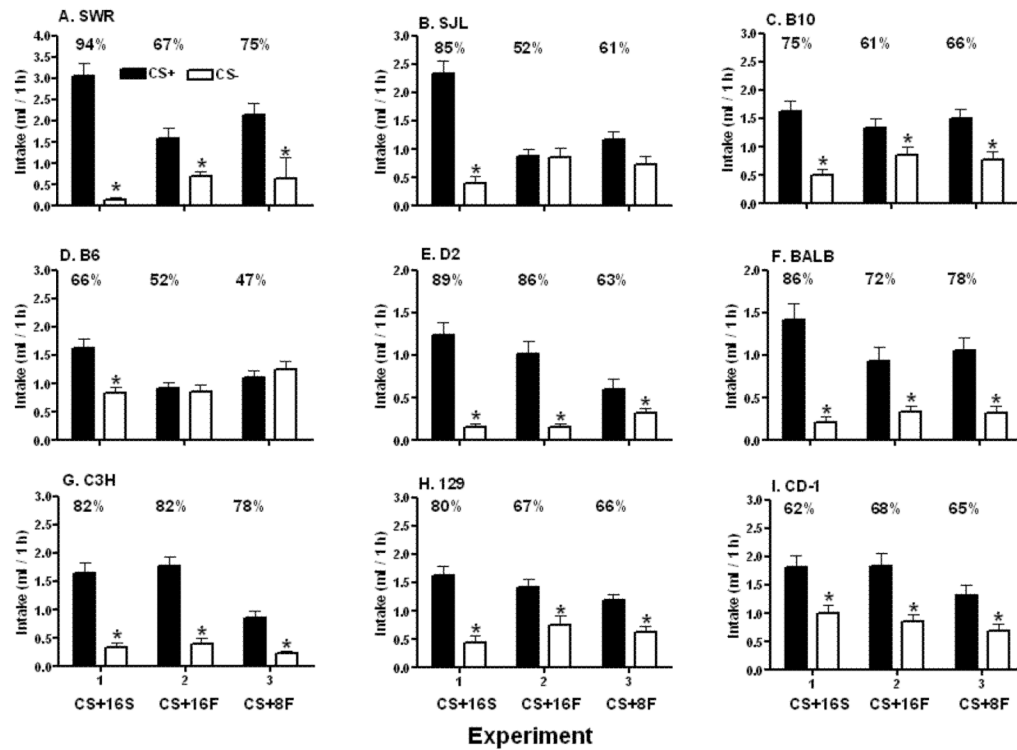 A. SWR
94% 67% 75%
CS+ CS-
Intake (ml / 1 h)
4.0
3.5
3.0
2.5
2.0
1.5
1.0
0.5
0.0
* * *
B. SJL
85% 52% 61%
Intake (ml / 1 h)
3.0
2.5
2.0
1.5
1.0
0.5
0.0
*
C. B10
75% 61% 66%
Intake (ml / 1 h)
3.0
2.5
2.0
1.5
1.0
0.5
0.0
* * *
D. B6
66% 52% 47%
Intake (ml / 1 h)
3.0
2.5
2.0
1.5
1.0
0.5
0.0
*
E. D2
89% 86% 63%
Intake (ml / 1 h)
2.0
1.5
1.0
0.5
0.0
* * *
F. BALB
86% 72% 78%
Intake (ml / 1 h)
2.0
1.5
1.0
0.5
0.0
* * *
G. C3H
82% 82% 78%
Intake (ml / 1 h)
3.0
2.5
2.0
1.5
1.0
0.5
0.0
* * *
1 2 3
CS+16S CS+16F CS+8F
H. 129
80% 67% 66%
Intake (ml / 1 h)
3.0
2.5
2.0
1.5
1.0
0.5
0.0
* * *
1 2 3
CS+16S CS+16F CS+8F
I. CD-1
62% 68% 65%
Intake (ml / 1 h)
3.0
2.5
2.0
1.5
1.0
0.5
0.0
* * *
1 2 3
CS+16S CS+16F CS+8F
Experiment